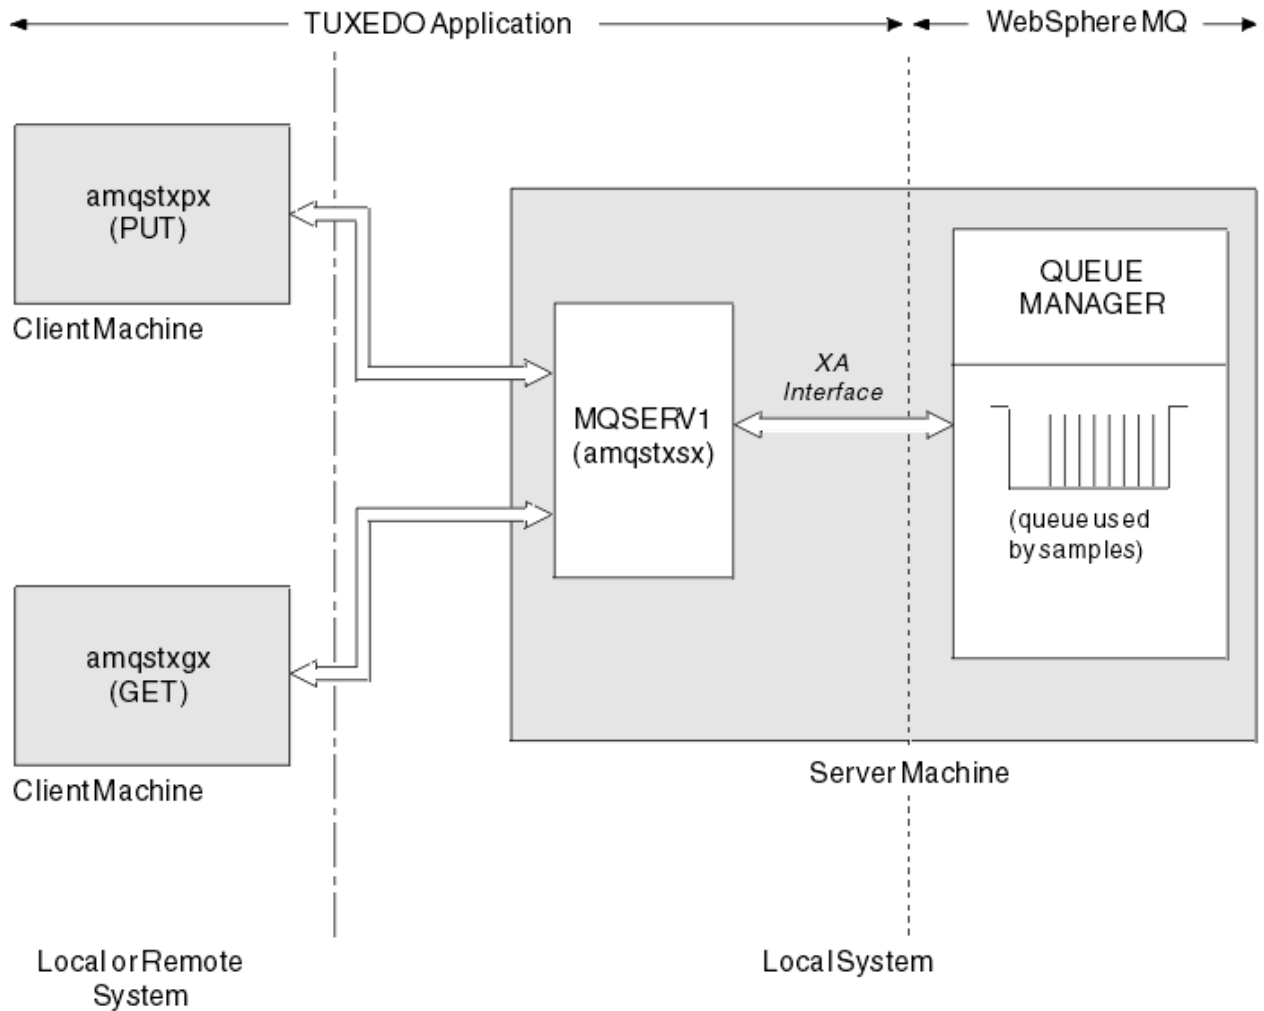 TUXEDO Application
WebSphere MQ
amqstxpx
(PUT)
Client Machine
QUEUE
MANAGER
XA
Interface
MQSERV1
(amqstxsx)
(queue used
by samples)
amqstxgx
(GET)
Client Machine
Server Machine
Local or Remote
System
Local System